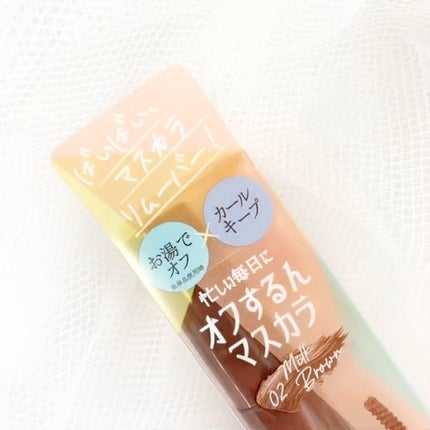 ばいばい、
マスカラ
リムーバー!
お湯で
オフ
カール
キープ
忙しい毎日に
オフするん
マスカラ
02 Milk
Brown